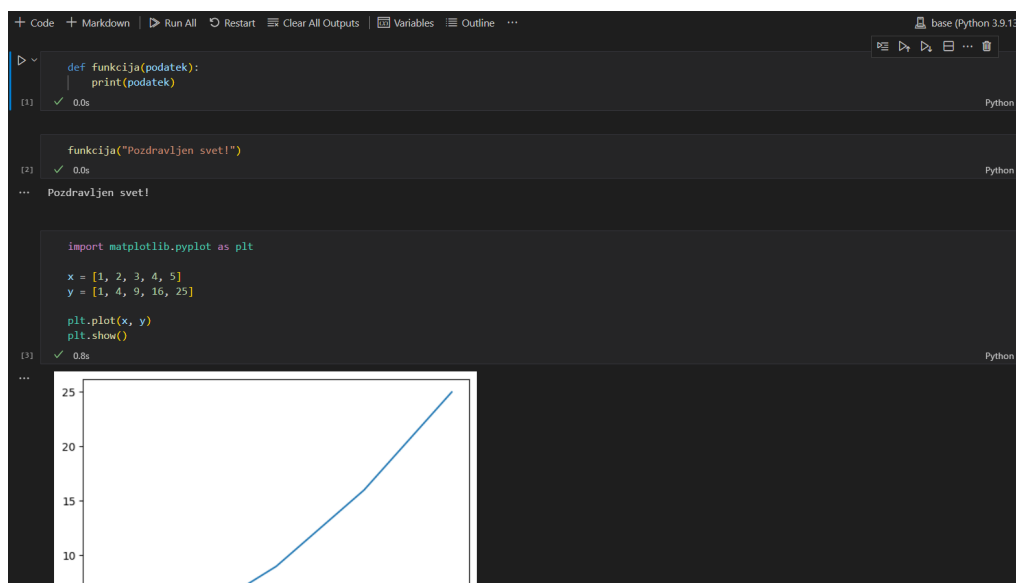 Code Markdown Run All Restart Clear All Outputs Variables Outline ... base (Python 3.9.13
def funkcija(podatek):
print(podatek)
[1] 0.0s Python
funkcija("Pozdravljen svet!")
[2] 0.0s Python
... Pozdravljen svet!
import matplotlib.pyplot as plt
x = [1, 2, 3, 4, 5]
y = [1, 4, 9, 16, 25]
plt.plot(x, y)
plt.show()
[3] 0.8s Python
...
25
20
15
10